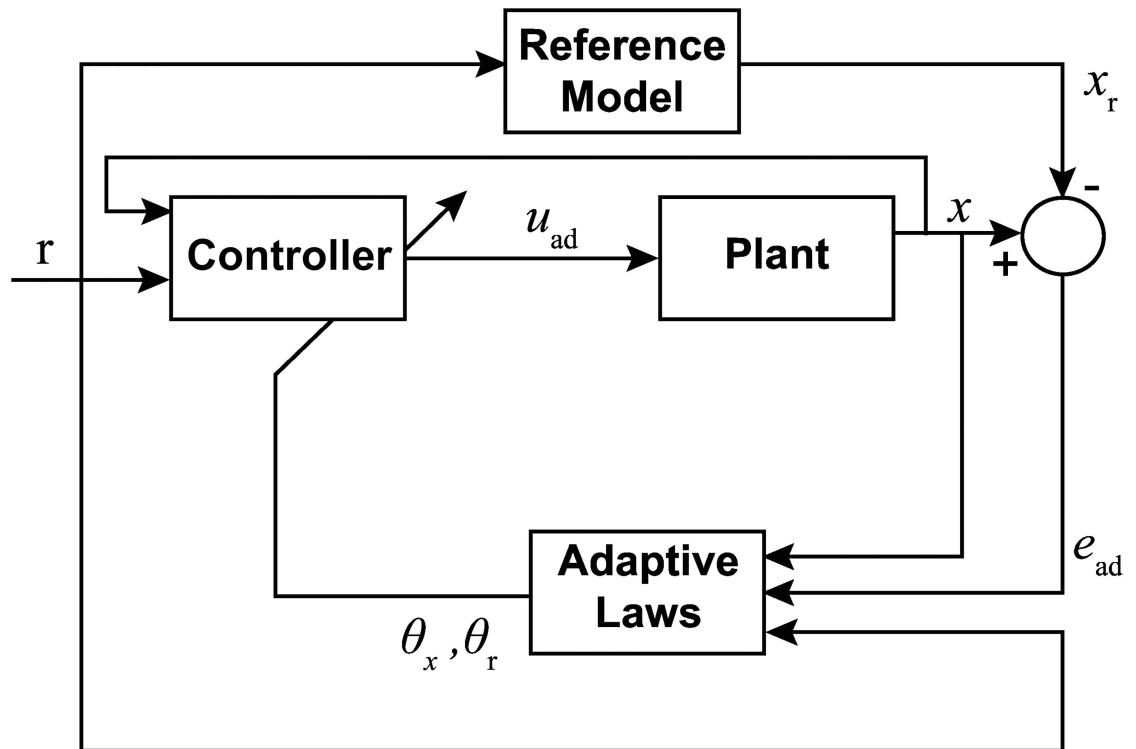 Reference
Model
x_r
-
r
Controller
u_ad
Plant
x
+
Adaptive
Laws
e_ad
θ_x ,θ_r